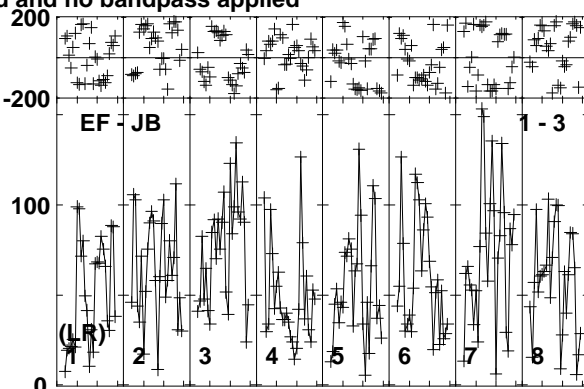 d and no bandpass applied
200
-200
EF - JB 1 - 3
100
(LR)
1 2 3 4 5 6 7 8
0